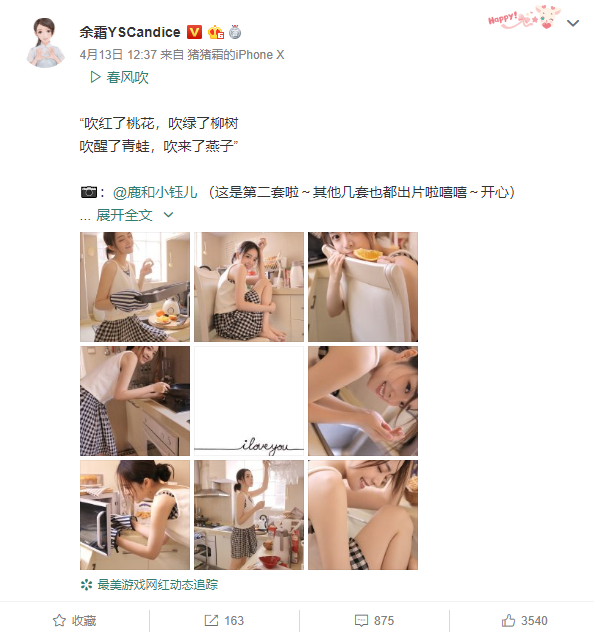 Happy!
余霜YSCandice
4月13日 12:37 来自 猪猪霜的iPhone X
春风吹
“吹红了桃花，吹绿了柳树
吹醒了青蛙，吹来了燕子”
：@鹿和小钰儿 （这是第二套啦～其他几套也都出片啦嘻嘻～开心）
... 展开全文
iloveyou
最美游戏网红动态追踪
收藏 163 875 3540